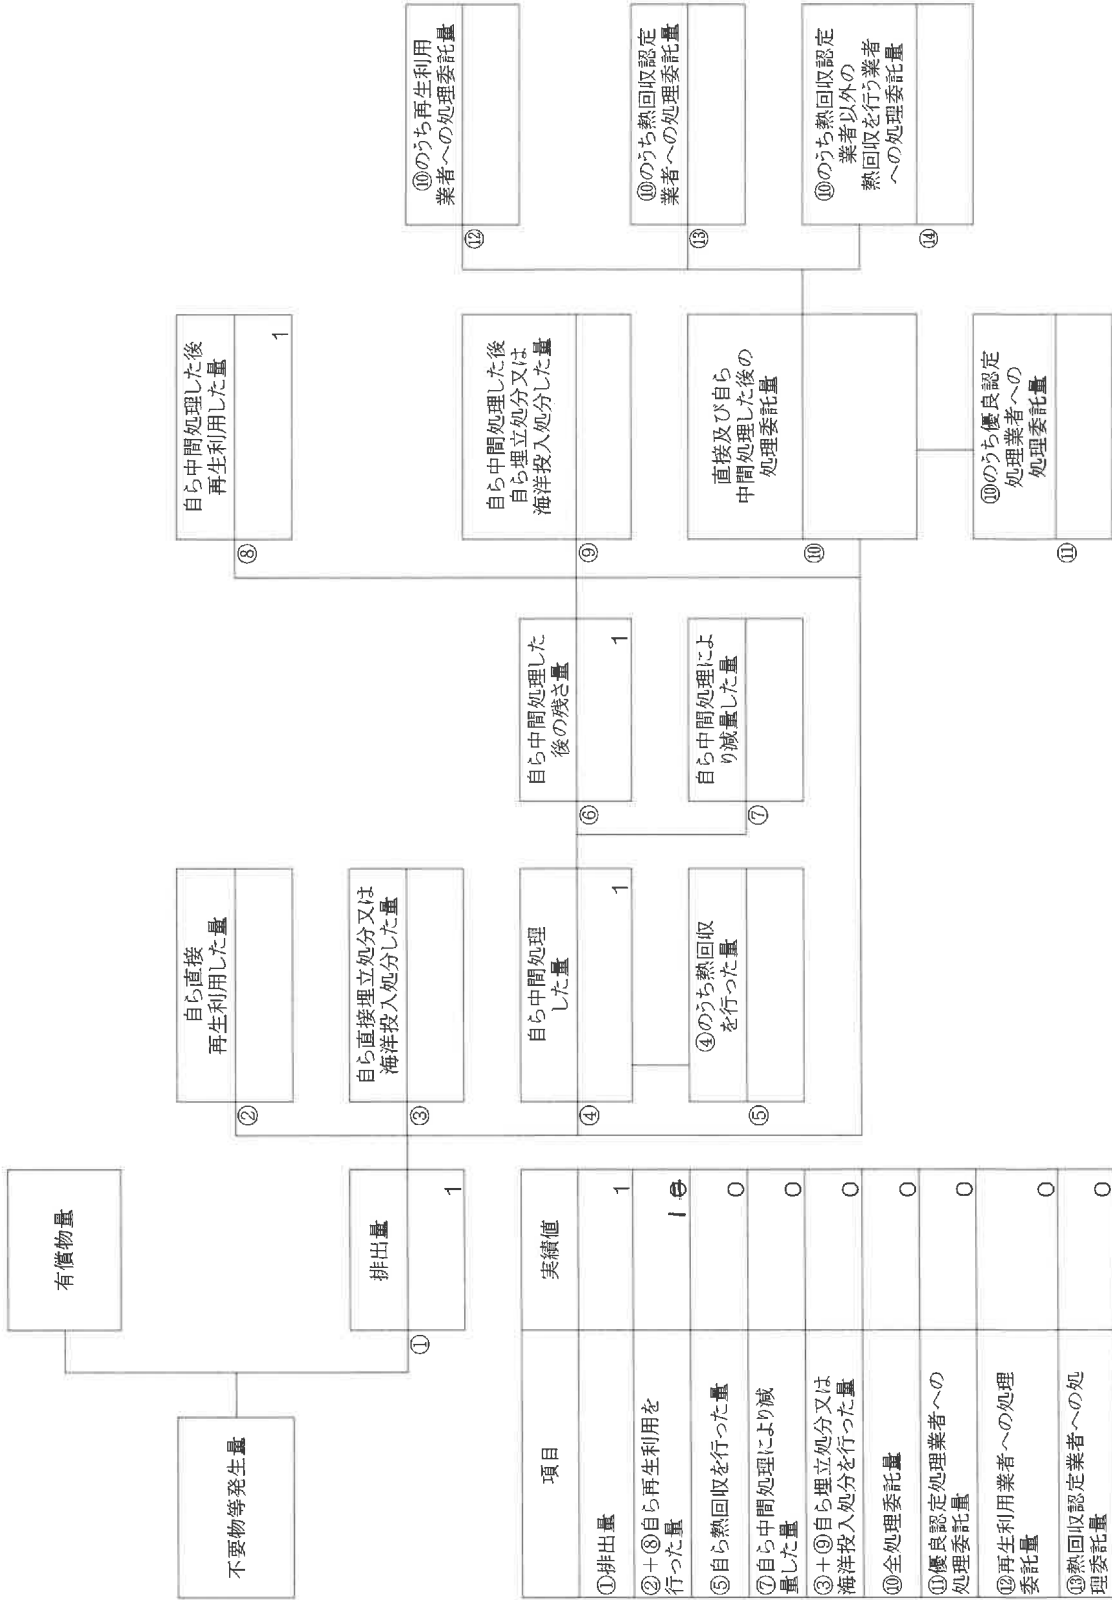 不要物等発生量
有償物量
①
排出量
1
②
自ら直接
再生利用した量
③
自ら直接埋立処分又は
海洋投入処分した量
④
自ら中間処理
した量
1
⑤
④のうち熱回収
を行った量
⑥
自ら中間処理した
後の残さ量
1
⑦
自ら中間処理によ
り減量した量
⑧
自ら中間処理した後
再生利用した量
1
⑨
自ら中間処理した後
自ら埋立処分又は
海洋投入処分した量
⑩
直接及び自ら
中間処理した後の
処理委託量
⑪
⑩のうち優良認定
処理業者への
処理委託量
⑫
⑩のうち再生利用
業者への処理委託量
⑬
⑩のうち熱回収認定
業者への処理委託量
⑭
⑩のうち熱回収認定
業者以外の
熱回収を行う業者
への処理委託量
項目 実績値
①排出量 1
②+⑧自ら再生利用を
行った量 1 0
⑤自ら熱回収を行った量 0
⑦自ら中間処理により減
量した量 0
③+⑨自ら埋立処分又は
海洋投入処分を行った量 0
⑩全処理委託量 0
⑪優良認定処理業者への
処理委託量 0
⑫再生利用業者への処理
委託量 0
⑬熱回収認定業者への処
理委託量 0